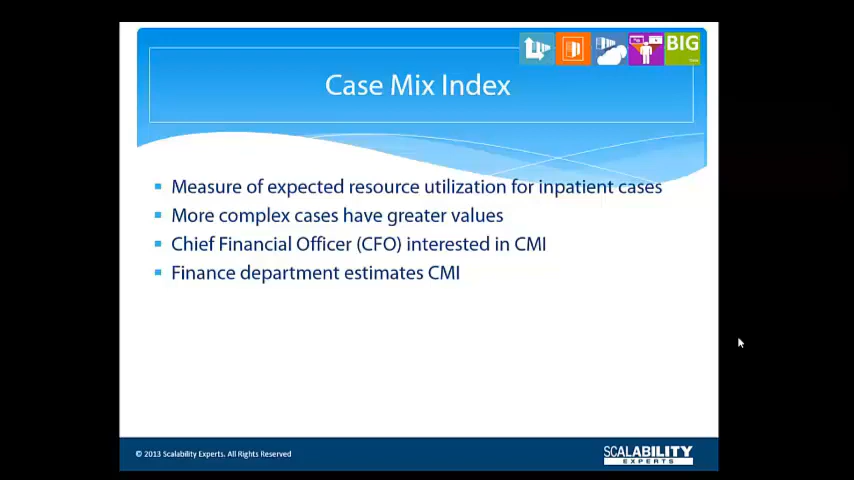 BIG
Case Mix Index
Measure of expected resource utilization for inpatient cases
More complex cases have greater values
Chief Financial Officer (CFO) interested in CMI
Finance department estimates CMI
© 2013 Scalability Experts. All Rights Reserved
SCALABILITY
EXPERTS